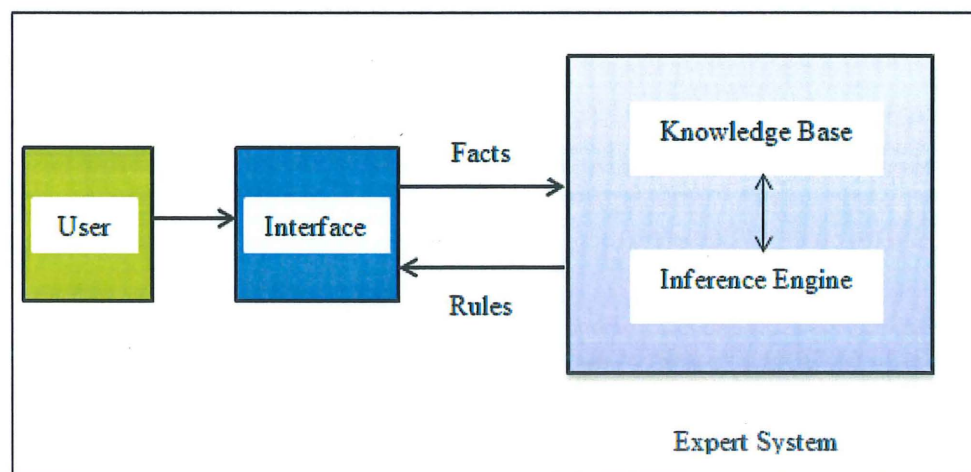 User
Interface
Facts
Rules
Knowledge Base
Inference Engine
Expert System